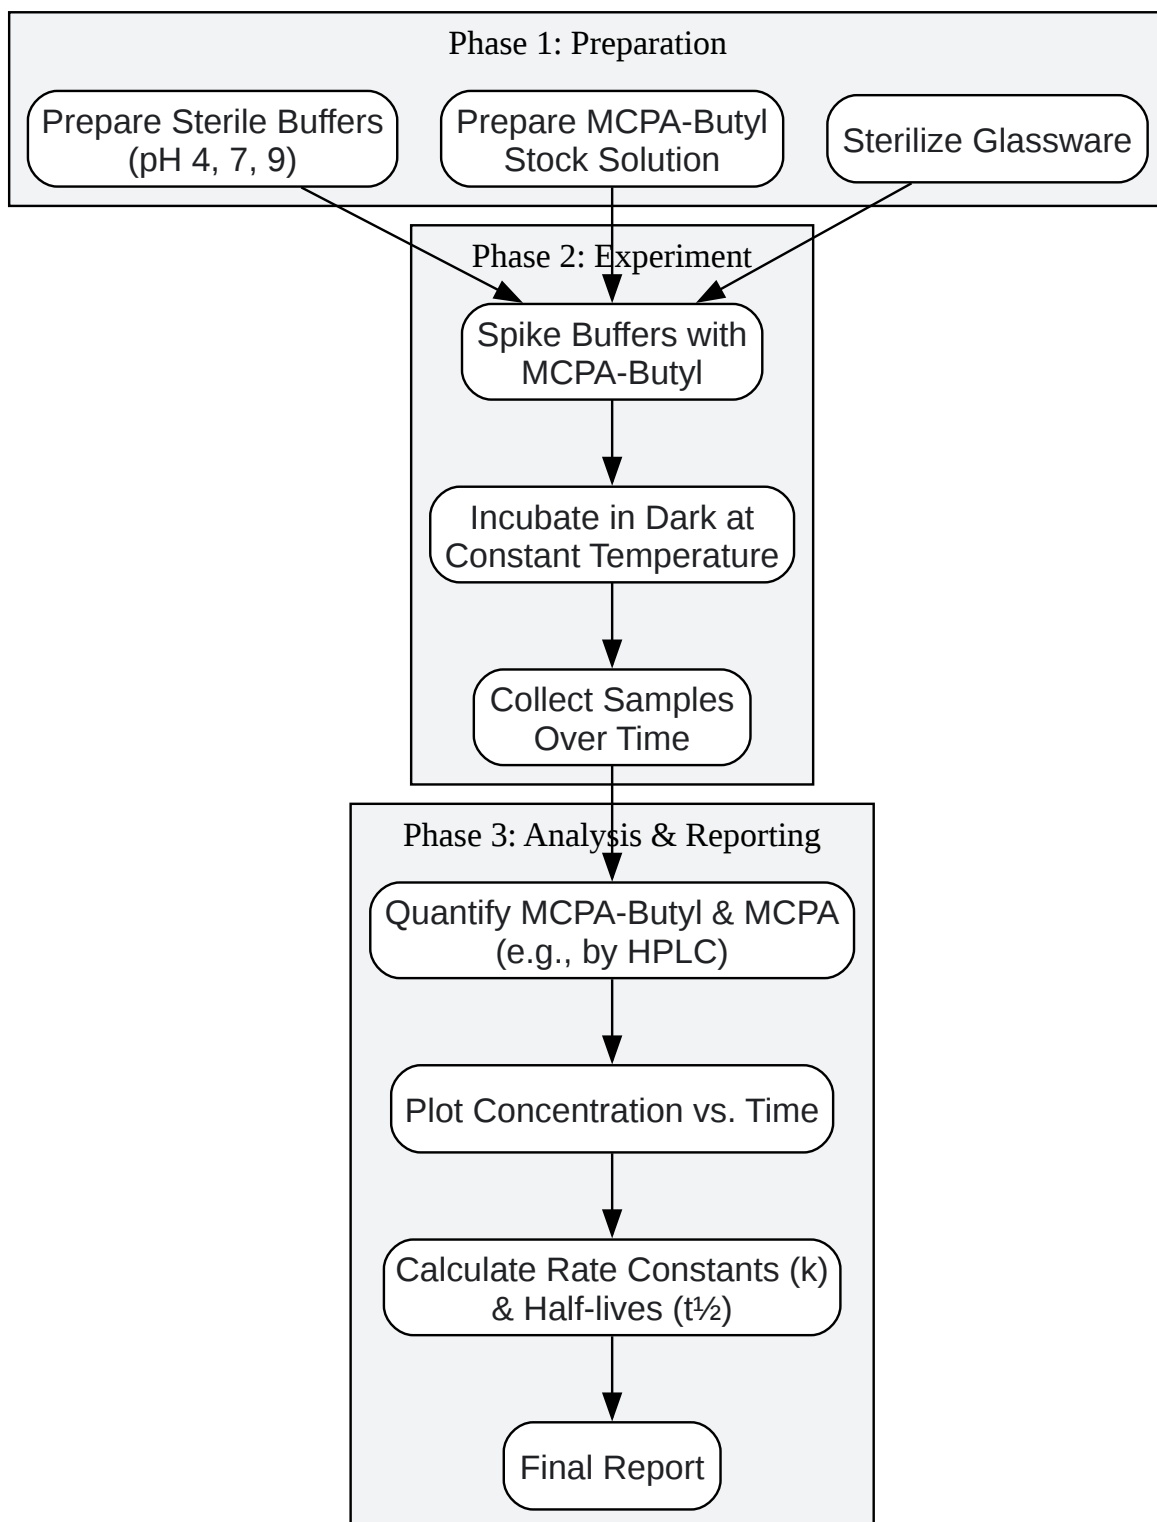 Phase 1: Preparation
Prepare Sterile Buffers
(pH 4, 7, 9)
Prepare MCPA-Butyl
Stock Solution
Sterilize Glassware
Phase 2: Experiment
Spike Buffers with
MCPA-Butyl
Incubate in Dark at
Constant Temperature
Collect Samples
Over Time
Phase 3: Analysis & Reporting
Quantify MCPA-Butyl & MCPA
(e.g., by HPLC)
Plot Concentration vs. Time
Calculate Rate Constants (k)
& Half-lives (t½)
Final Report